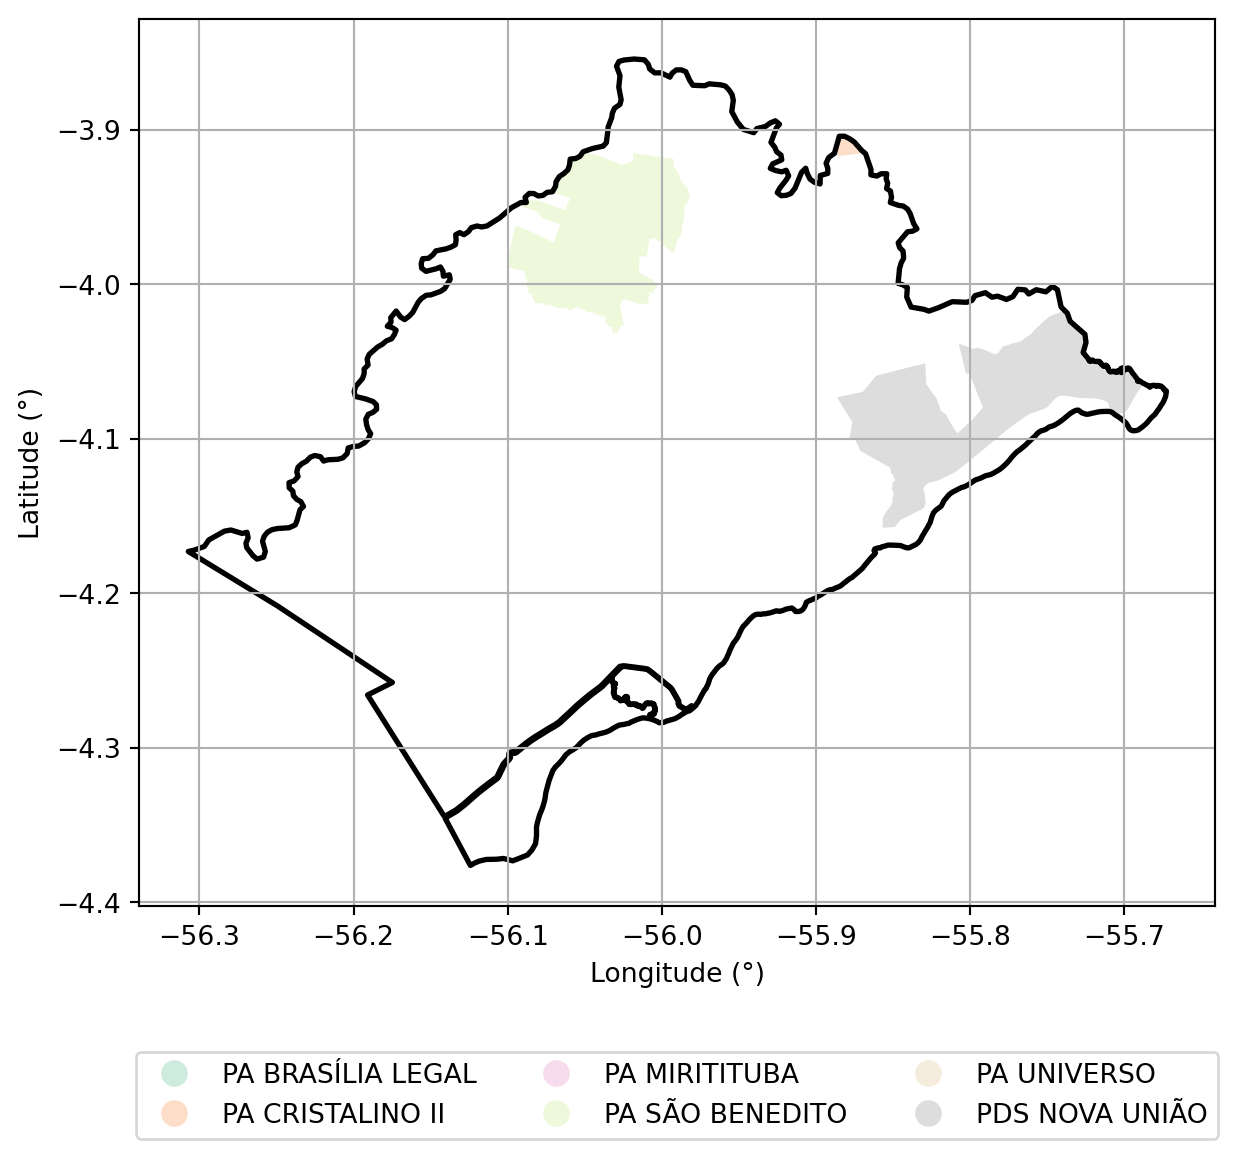 −3.9
−4.0
−4.1
−4.2
−4.3
−4.4
Latitude (°)
−56.3 −56.2 −56.1 −56.0 −55.9 −55.8 −55.7
Longitude (°)
PA BRASÍLIA LEGAL PA MIRITITUBA PA UNIVERSO
PA CRISTALINO II PA SÃO BENEDITO PDS NOVA UNIÃO